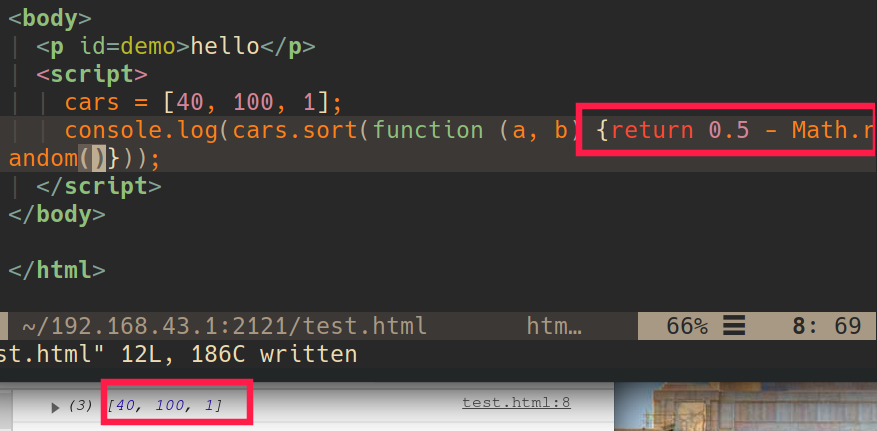 <body>
<p id=demo>hello</p>
<script>
cars = [40, 100, 1];
console.log(cars.sort(function (a, b) {return 0.5 - Math.r
andom()}));
</script>
</body>
</html>
~/192.168.43.1:2121/test.html htm… 66% ☰ 8: 69
st.html" 12L, 186C written
▶ (3) [40, 100, 1] test.html:8